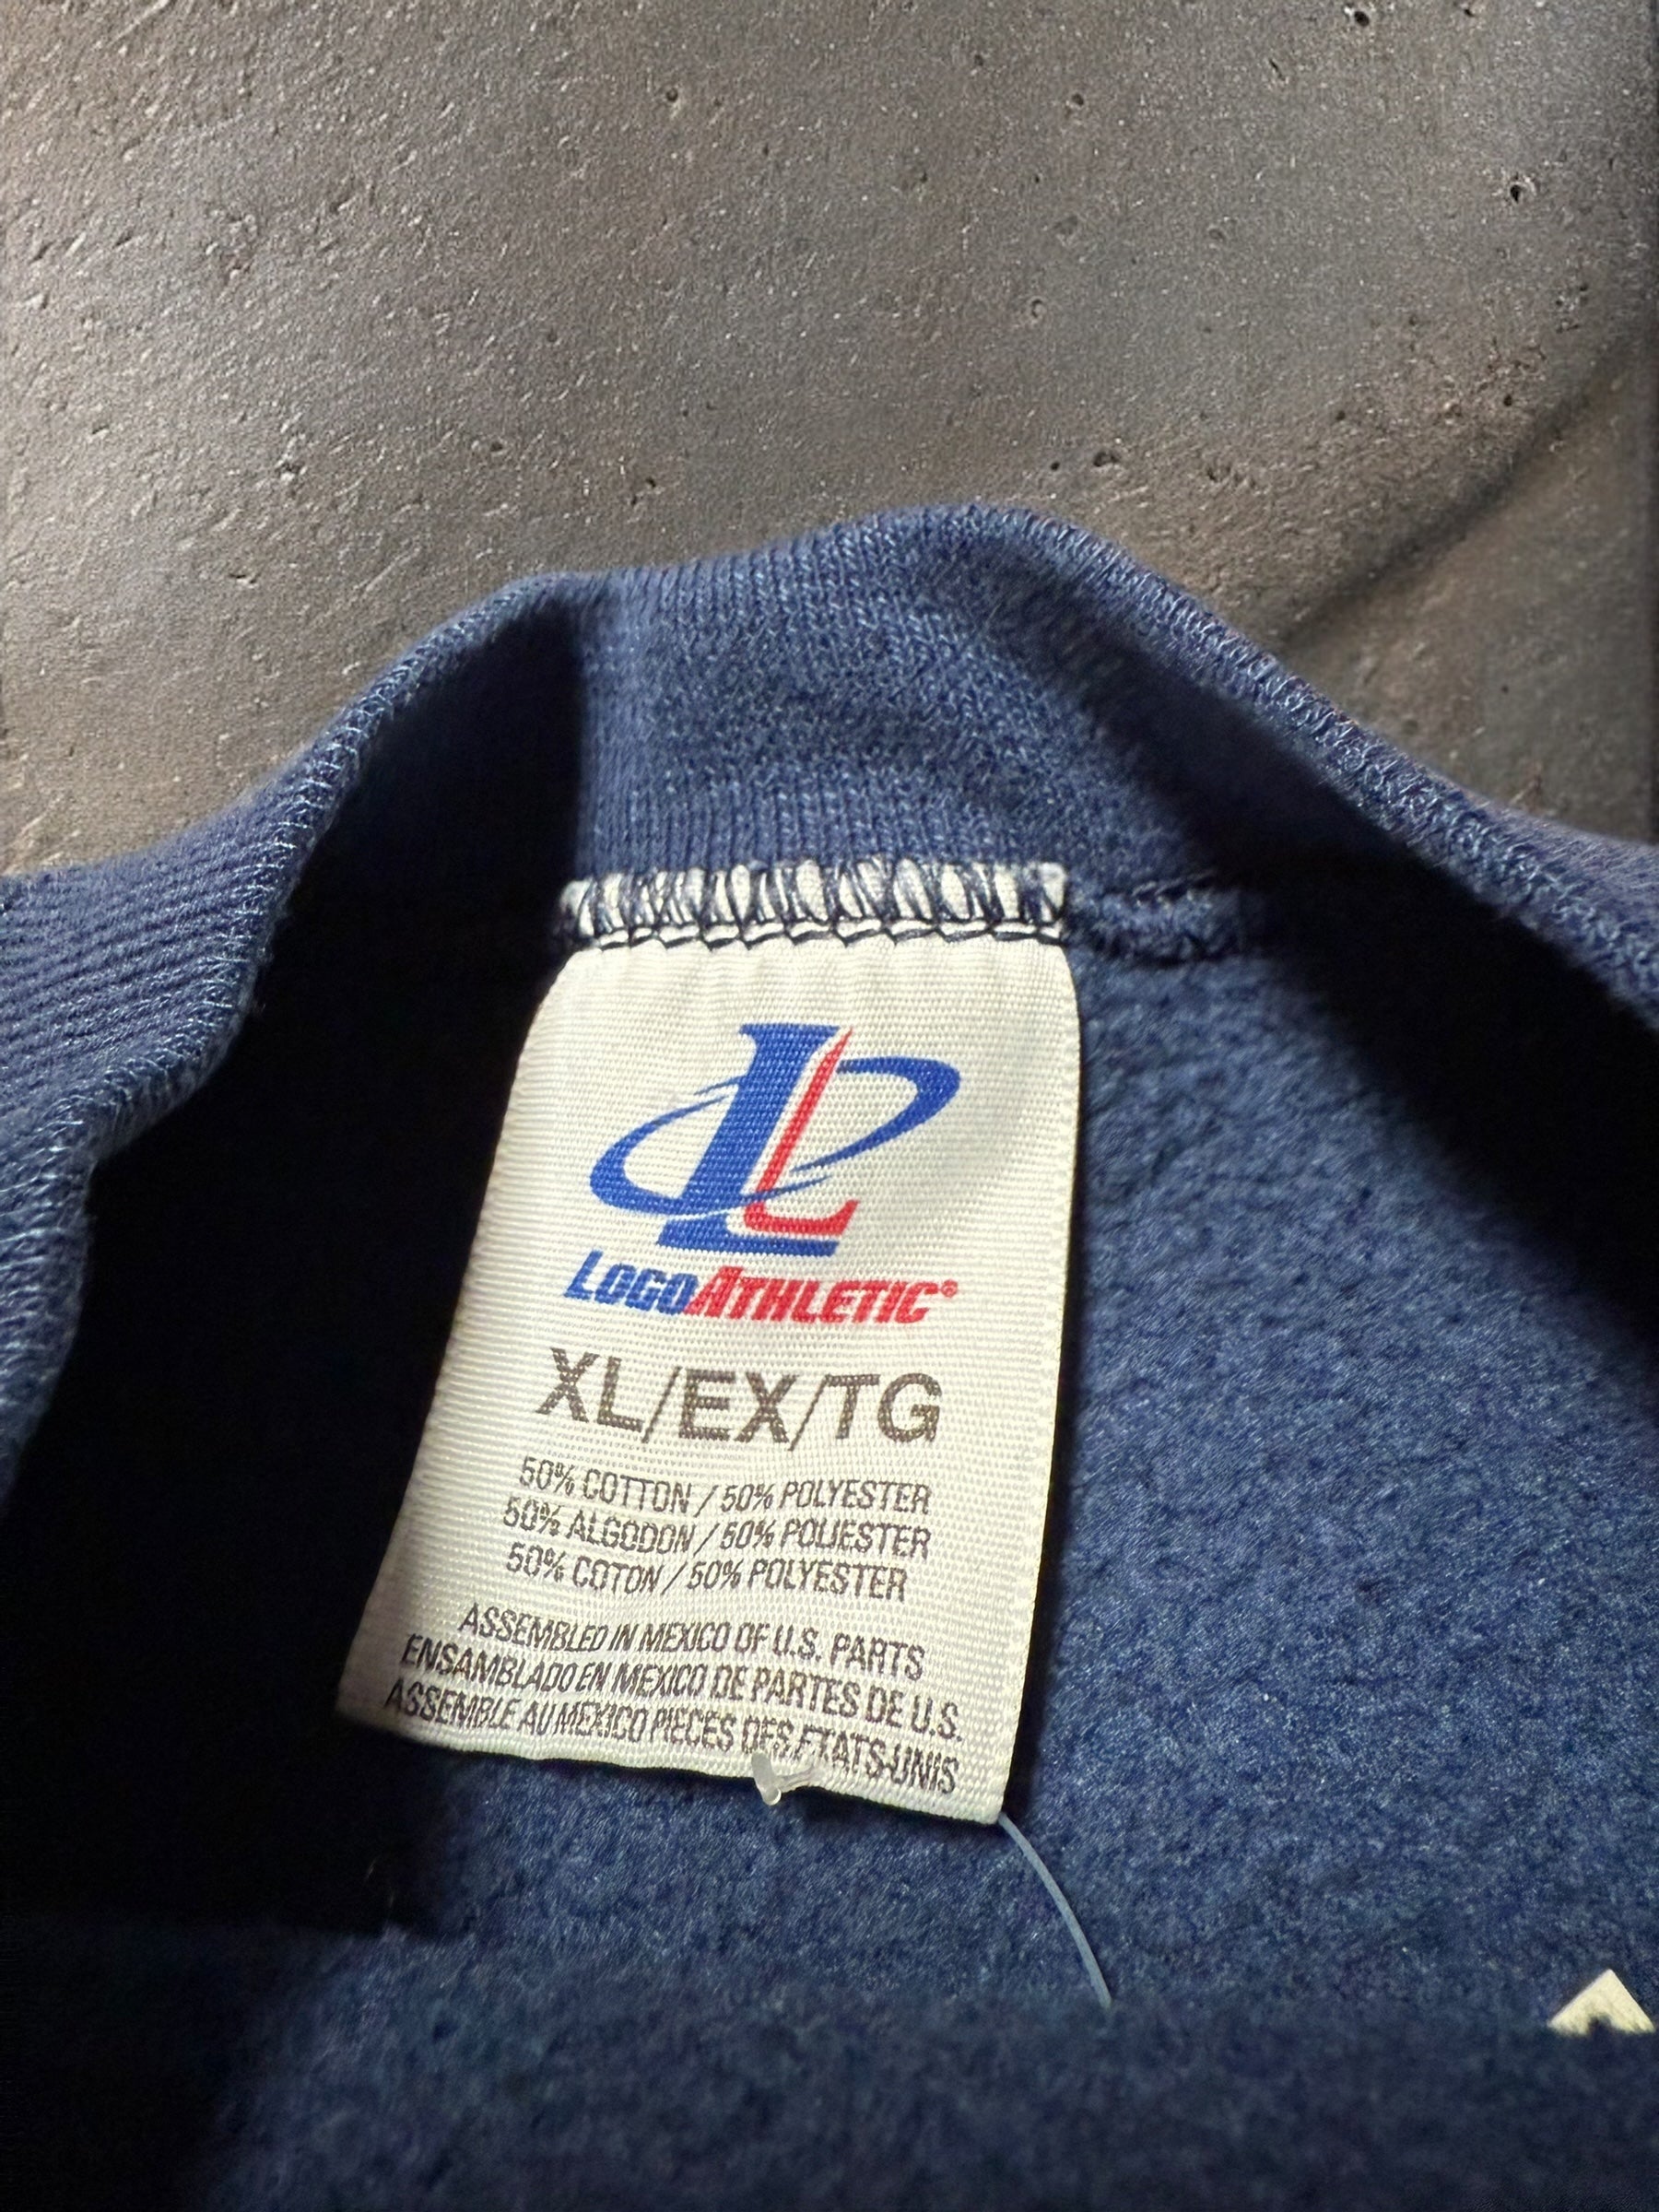 LOGOATHLETIC®
XL/EX/TG
50% COTTON / 50% POLYESTER
50% ALGODON / 50% POLIESTER
50% COTON / 50% POLYESTER
ASSEMBLED IN MEXICO OF U.S. PARTS
ENSAMBLADO EN MEXICO DE PARTES DE U.S.
ASSEMBLE AU MEXICO PIECES DES ETATS-UNIS